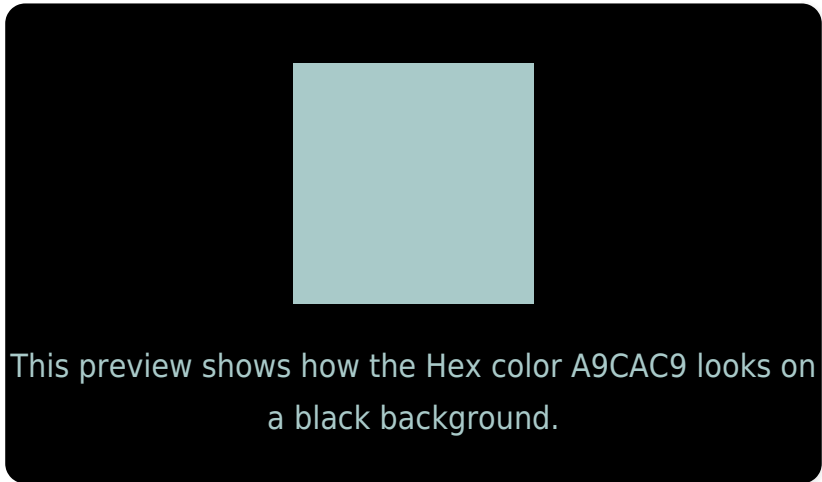 This preview shows how the Hex color A9CAC9 looks on
a black background.